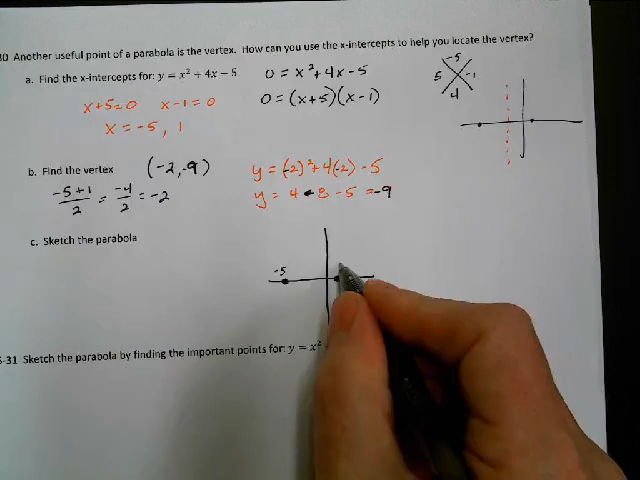 30 Another useful point of a parabola is the vertex. How can you use the x-intercepts to help you locate the vertex?
a. Find the x-intercepts for: y = x² + 4x − 5
0 = x² + 4x - 5
0 = (x+5)(x-1)
x+5=0 x-1=0
x = -5, 1
-5
5 -1
4
b. Find the vertex (-2,-9)
-5+1/2 = -4/2 = -2
y = (-2)² + 4(-2) - 5
y = 4 - 8 - 5 = -9
c. Sketch the parabola
-5
5-31 Sketch the parabola by finding the important points for: y = x²